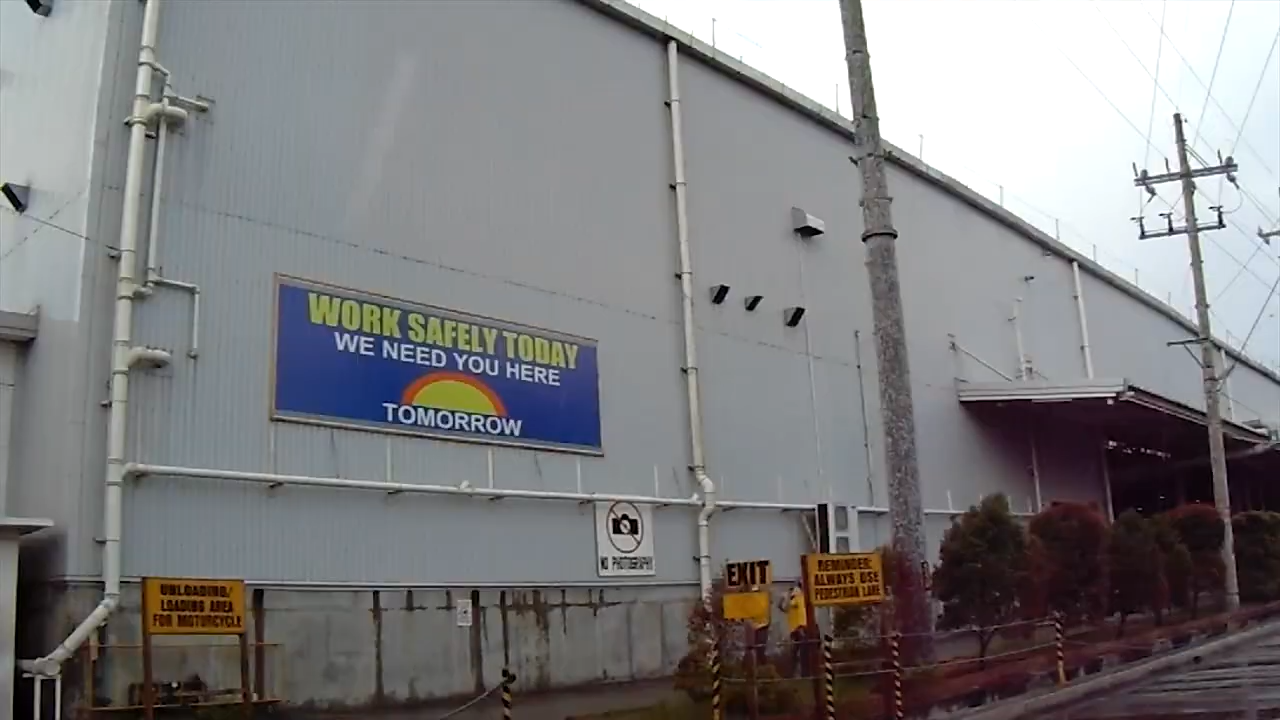 WORK SAFELY TODAY
WE NEED YOU HERE
TOMORROW
NO PHOTOGRAPHY
UNLOADING/
LOADING AREA
FOR MOTORCYCLE
EXIT
REMINDER:
ALWAYS USE
PEDESTRIAN LANE